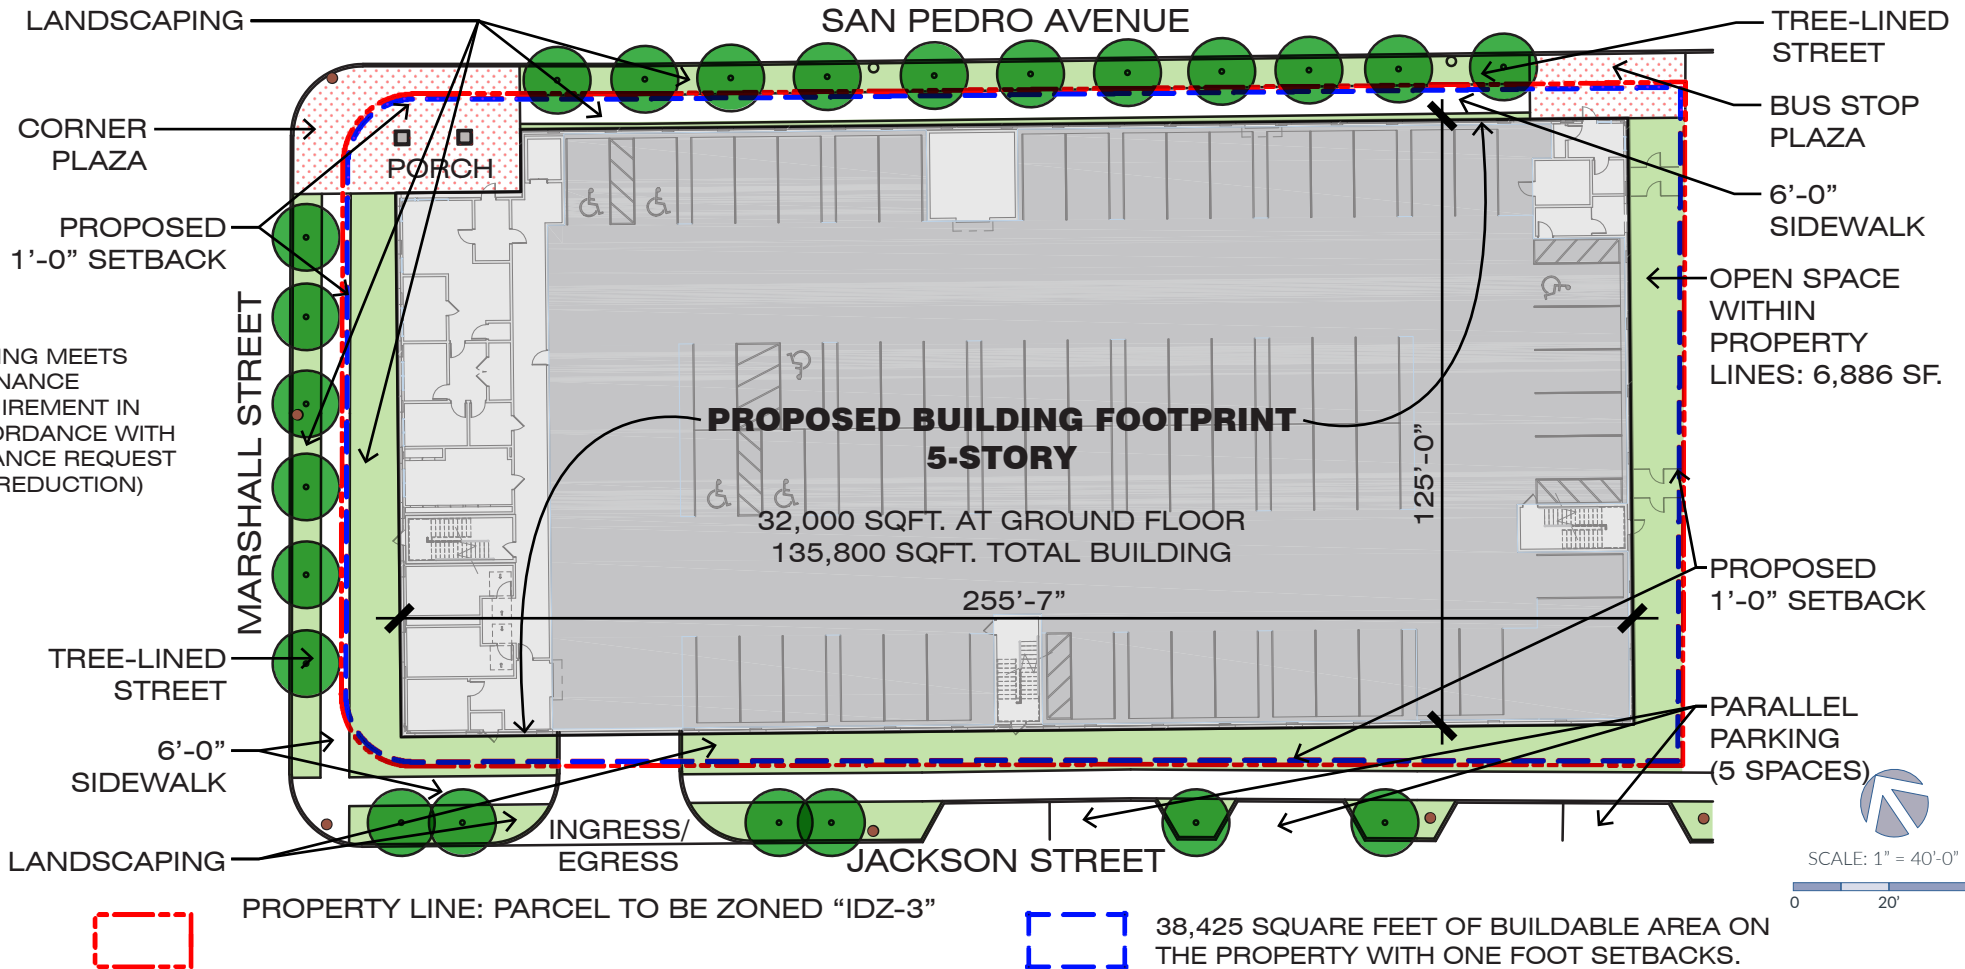 LANDSCAPING
SAN PEDRO AVENUE
TREE-LINED
STREET
CORNER
PLAZA
BUS STOP
PLAZA
PORCH
PROPOSED
1'-0" SETBACK
6'-0"
SIDEWALK
OPEN SPACE
WITHIN
PROPERTY
LINES: 6,886 SF.
MEETS
IN
WITH
REQUEST
REDUCTION)
MARSHALL STREET
PROPOSED BUILDING FOOTPRINT
5-STORY
32,000 SQFT. AT GROUND FLOOR
135,800 SQFT. TOTAL BUILDING
125'-0"
255'-7"
PROPOSED
1'-0" SETBACK
TREE-LINED
STREET
6'-0"
SIDEWALK
PARALLEL
PARKING
(5 SPACES)
LANDSCAPING
INGRESS/
EGRESS
JACKSON STREET
SCALE: 1" = 40'-0"
0 20'
PROPERTY LINE: PARCEL TO BE ZONED “IDZ-3”
38,425 SQUARE FEET OF BUILDABLE AREA ON
THE PROPERTY WITH ONE FOOT SETBACKS.